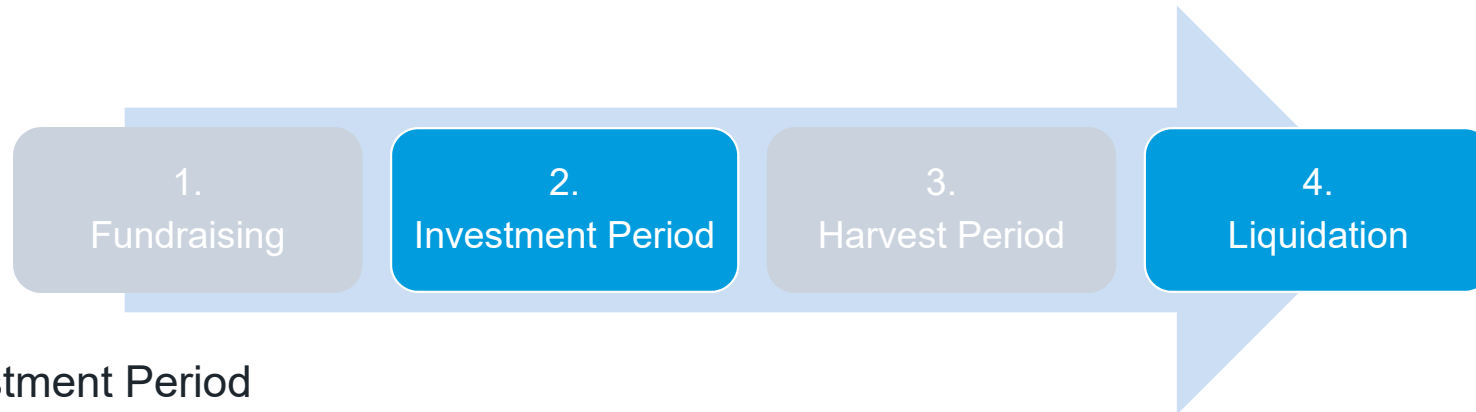 1.
Fundraising
2.
Investment Period
3.
Harvest Period
4.
Liquidation
stment Period